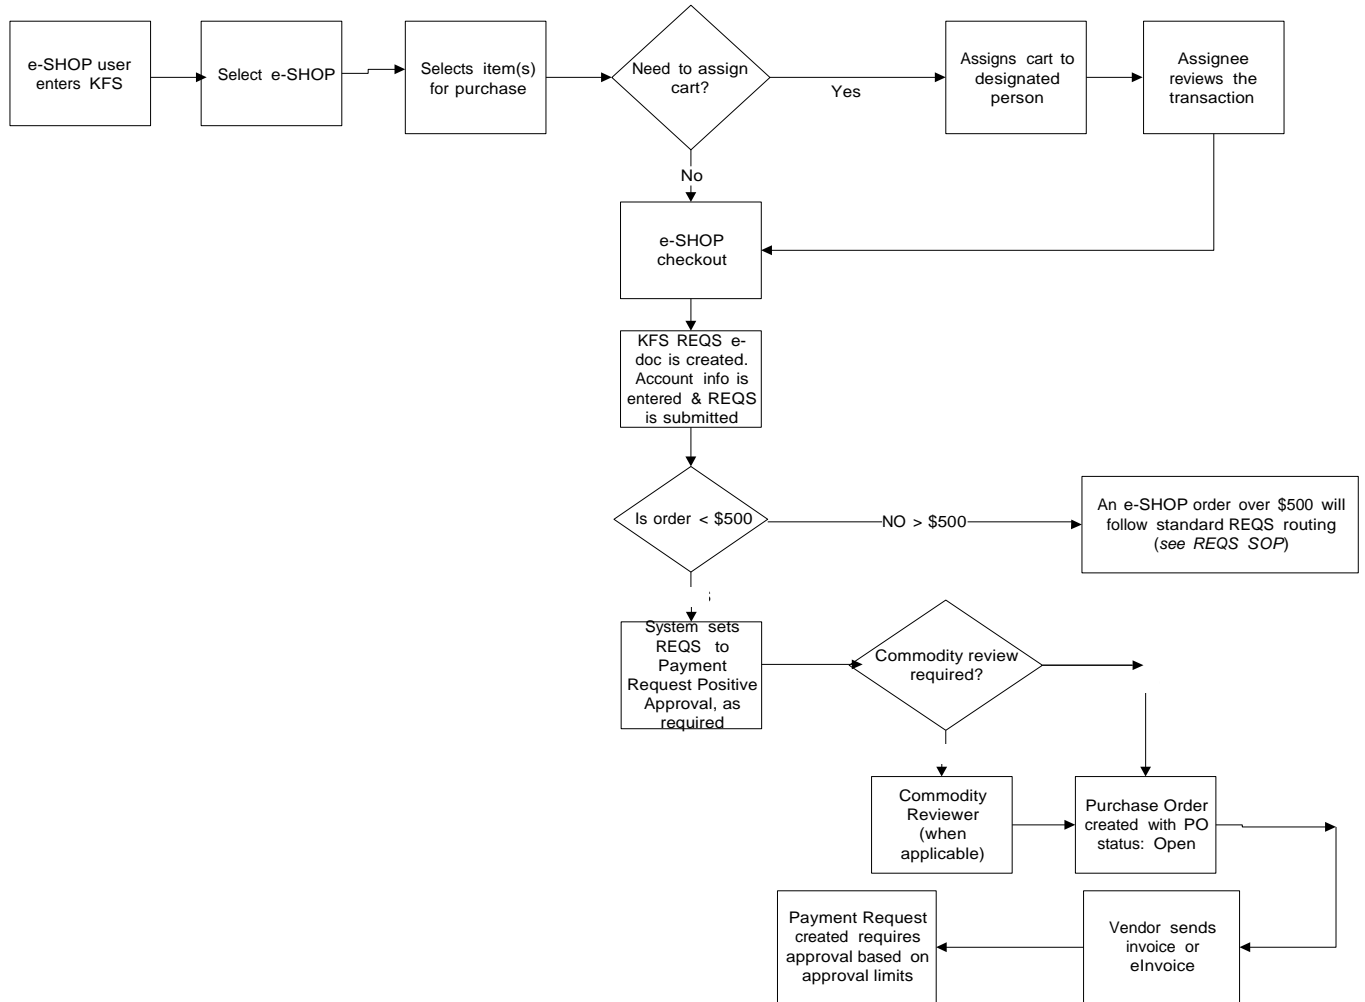 e-SHOP user
enters KFS
Select e-SHOP
Selects item(s)
for purchase
Need to assign
cart?
Yes
Assigns cart to
designated
person
Assignee
reviews the
transaction
No
e-SHOP
checkout
KFS REQS e-
doc is created.
Account info is
entered & REQS
is submitted
Is order < $500
NO > $500
An e-SHOP order over $500 will
follow standard REQS routing
(see REQS SOP)
System sets
REQS to
Payment
Request Positive
Approval, as
required
Commodity review
required?
Commodity
Reviewer
(when
applicable)
Purchase Order
created with PO
status: Open
Payment Request
created requires
approval based on
approval limits
Vendor sends
invoice or
eInvoice